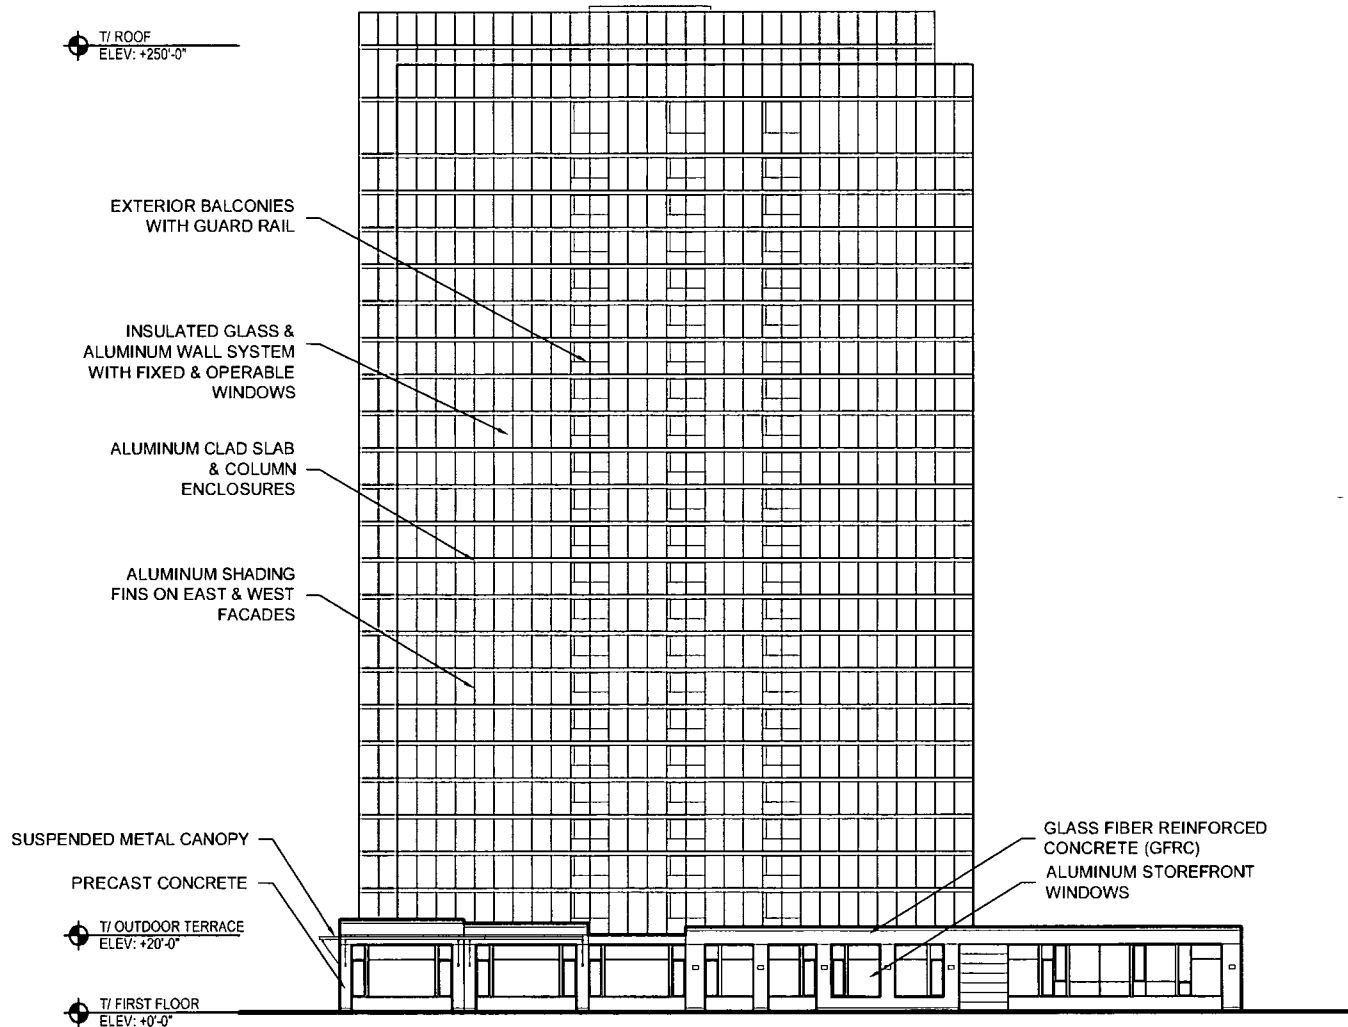 T/ ROOF
ELEV: +250'-0"
EXTERIOR BALCONIES
WITH GUARD RAIL
INSULATED GLASS &
ALUMINUM WALL SYSTEM
WITH FIXED & OPERABLE
WINDOWS
ALUMINUM CLAD SLAB
& COLUMN
ENCLOSURES
ALUMINUM SHADING
FINS ON EAST & WEST
FACADES
SUSPENDED METAL CANOPY
PRECAST CONCRETE
T/ OUTDOOR TERRACE
ELEV: +20'-0"
T/ FIRST FLOOR
ELEV: +0'-0"
GLASS FIBER REINFORCED
CONCRETE (GFRC)
ALUMINUM STOREFRONT
WINDOWS